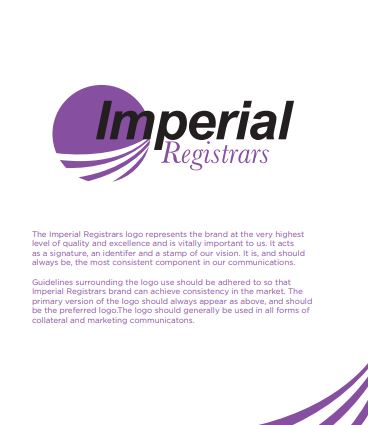 Imperial
Registrars
The Imperial Registrars logo represents the brand at the very highest
level of quality and excellence and is vitally important to us. It acts
as a signature, an identifer and a stamp of our vision. It is, and should
always be, the most consistent component in our communications.
Guidelines surrounding the logo use should be adhered to so that
Imperial Registrars brand can achieve consistency in the market. The
primary version of the logo should always appear as above, and should
be the preferred logo.The logo should generally be used in all forms of
collateral and marketing communicatons.